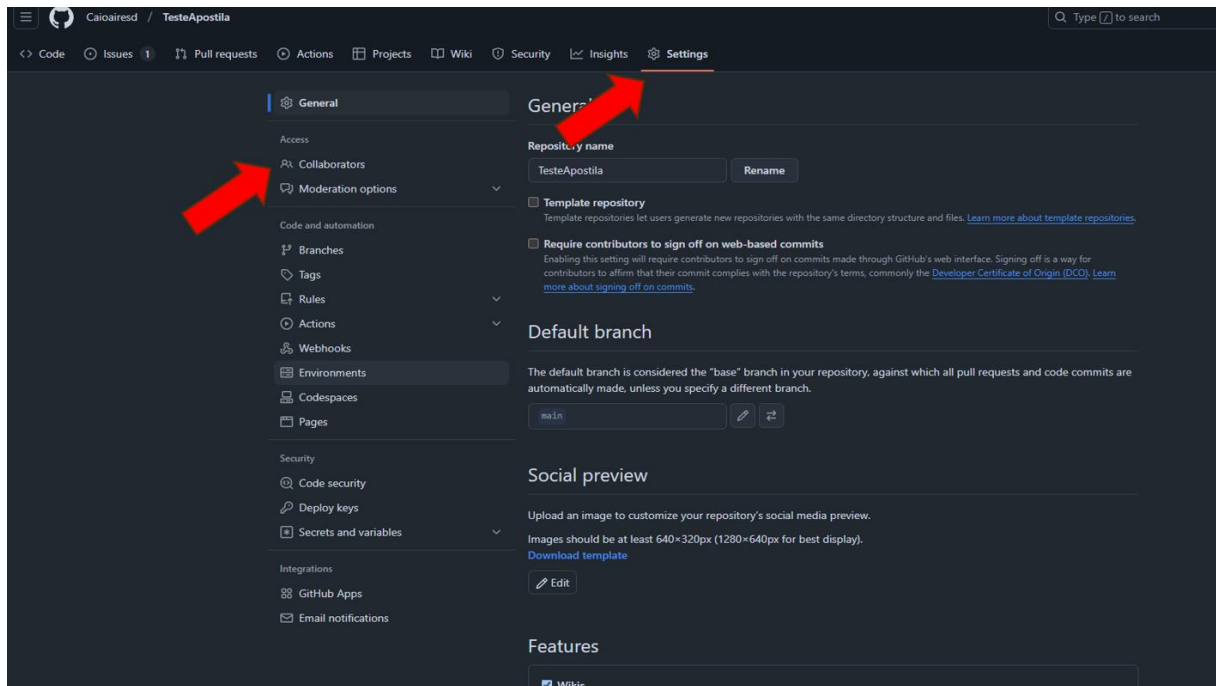 Caioairesd / TesteApostila
Type / to search
Code Issues 1 Pull requests Actions Projects Wiki Security Insights Settings
General
Access
Collaborators
Moderation options
Code and automation
Branches
Tags
Rules
Actions
Webhooks
Environments
Codespaces
Pages
Security
Code security
Deploy keys
Secrets and variables
Integrations
GitHub Apps
Email notifications
General
Repository name
TesteApostila Rename
Template repository
Template repositories let users generate new repositories with the same directory structure and files. Learn more about template repositories.
Require contributors to sign off on web-based commits
Enabling this setting will require contributors to sign off on commits made through GitHub's web interface. Signing off is a way for
contributors to affirm that their commit complies with the repository's terms, commonly the Developer Certificate of Origin (DCO). Learn
more about signing off on commits.
Default branch
The default branch is considered the "base" branch in your repository, against which all pull requests and code commits are
automatically made, unless you specify a different branch.
main
Social preview
Upload an image to customize your repository's social media preview.
Images should be at least 640×320px (1280×640px for best display).
Download template
Edit
Features
Wikis